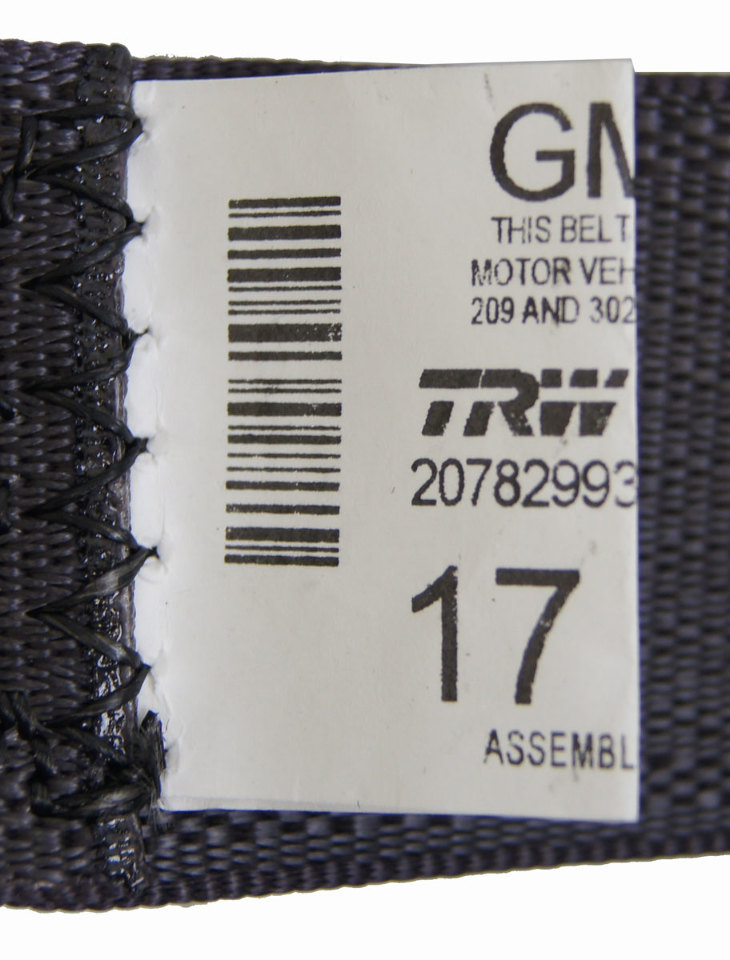 GM
THIS BELT
MOTOR VEH
209 AND 302
TRW
20782993
17
ASSEMBL